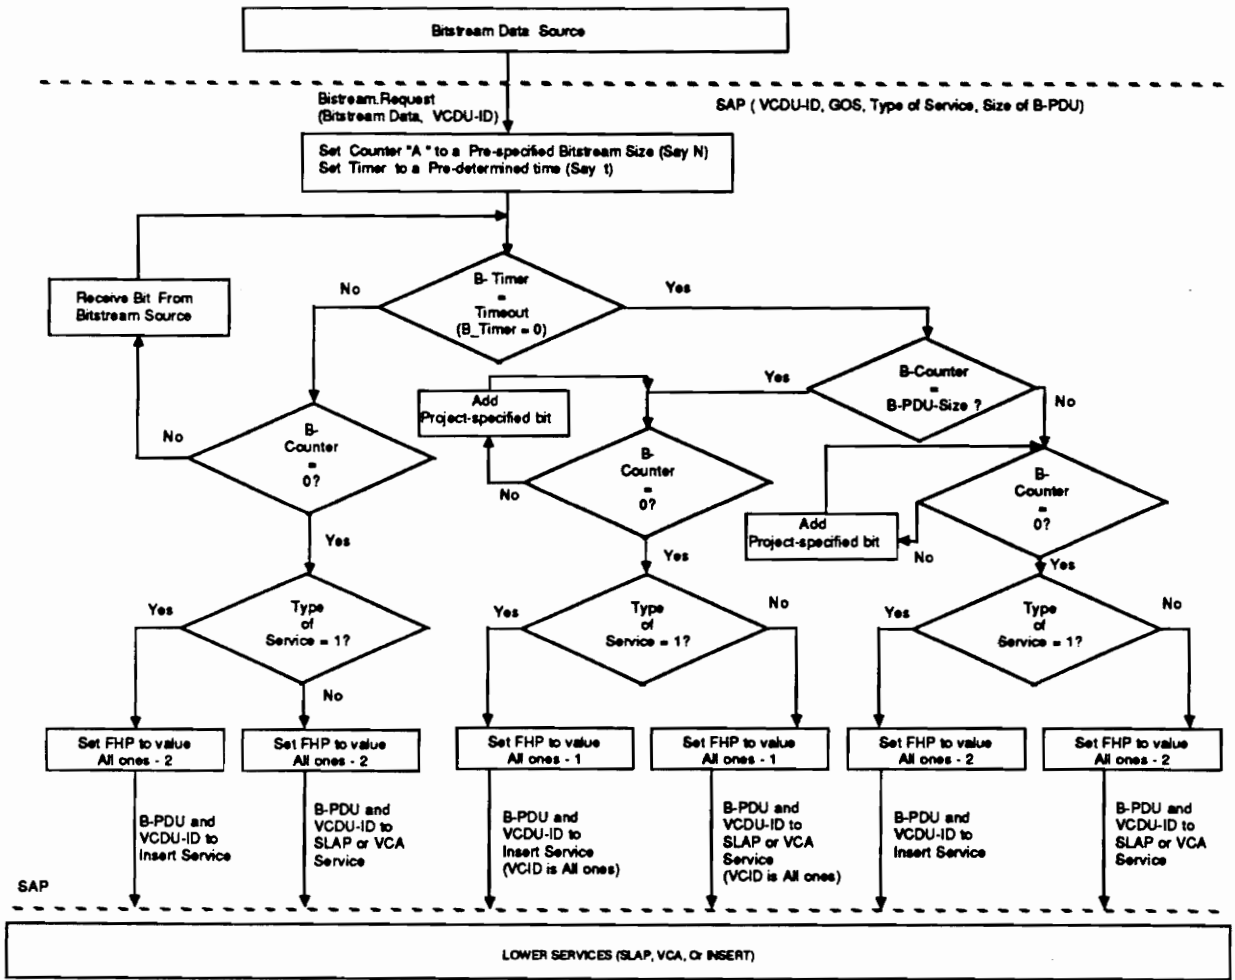 Bitstream Data Source
Bistream.Request
(Bitstream Data, VCDU-ID)
SAP ( VCDU-ID, GOS, Type of Service, Size of B-PDU)
Set Counter "A " to a Pre-specified Bitstream Size (Say N)
Set Timer to a Pre-determined time (Say t)
No
B- Timer
=
Timeout
(B_Timer = 0)
Yes
Receive Bit From
Bitstream Source
Yes
B-Counter
=
B-PDU-Size ?
No
Add
Project-specified bit
No
B-
Counter
=
0?
Yes
No
B-
Counter
=
0?
Yes
Add
Project-specified bit
No
B-
Counter
=
0?
Yes
Yes
Type
of
Service = 1?
No
Yes
Type
of
Service = 1?
No
Yes
Type
of
Service = 1?
No
Set FHP to value
All ones - 2
Set FHP to value
All ones - 2
Set FHP to value
All ones - 1
Set FHP to value
All ones - 1
Set FHP to value
All ones - 2
Set FHP to value
All ones - 2
B-PDU and
VCDU-ID to
Insert Service
B-PDU and
VCDU-ID to
SLAP or VCA
Service
B-PDU and
VCDU-ID to
Insert Service
(VCID is All ones)
B-PDU and
VCDU-ID to
SLAP or VCA
Service
(VCID is All ones)
B-PDU and
VCDU-ID to
Insert Service
B-PDU and
VCDU-ID to
SLAP or VCA
Service
SAP
LOWER SERVICES (SLAP, VCA, Or INSERT)